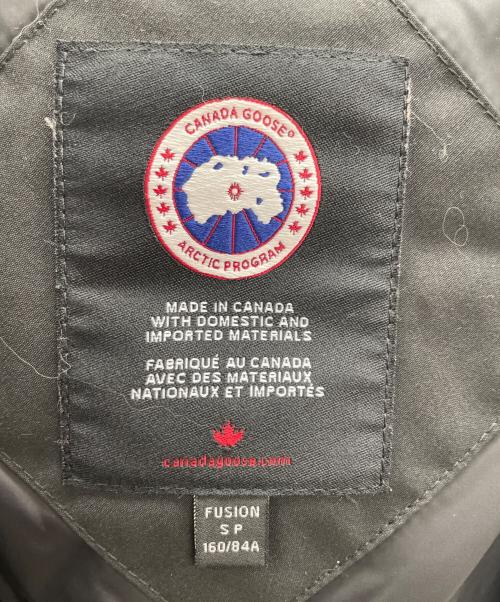 CANADA GOOSE®
ARCTIC PROGRAM
MADE IN CANADA
WITH DOMESTIC AND
IMPORTED MATERIALS
FABRIQUÉ AU CANADA
AVEC DES MATERIAUX
NATIONAUX ET IMPORTÉS
canadagoose.com
FUSION
S P
160/84A